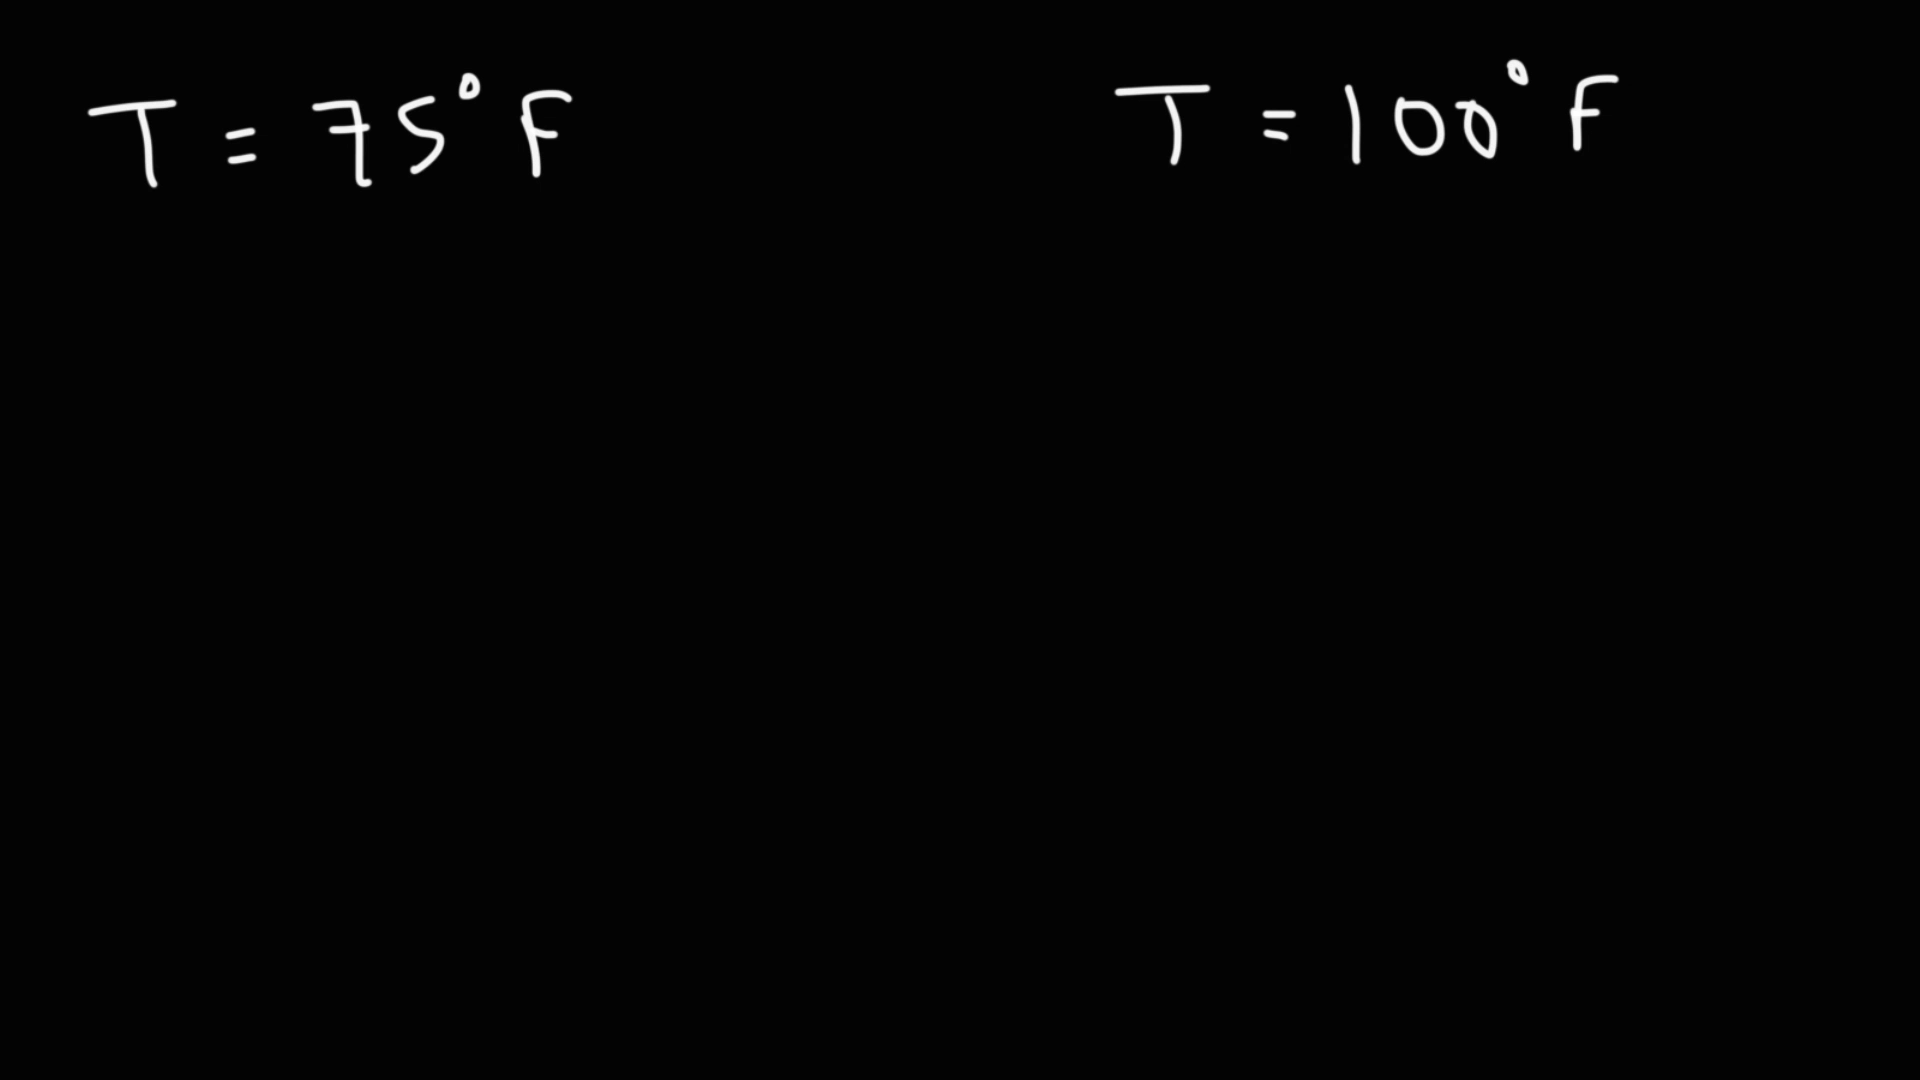 T = 75°F
T = 100°F